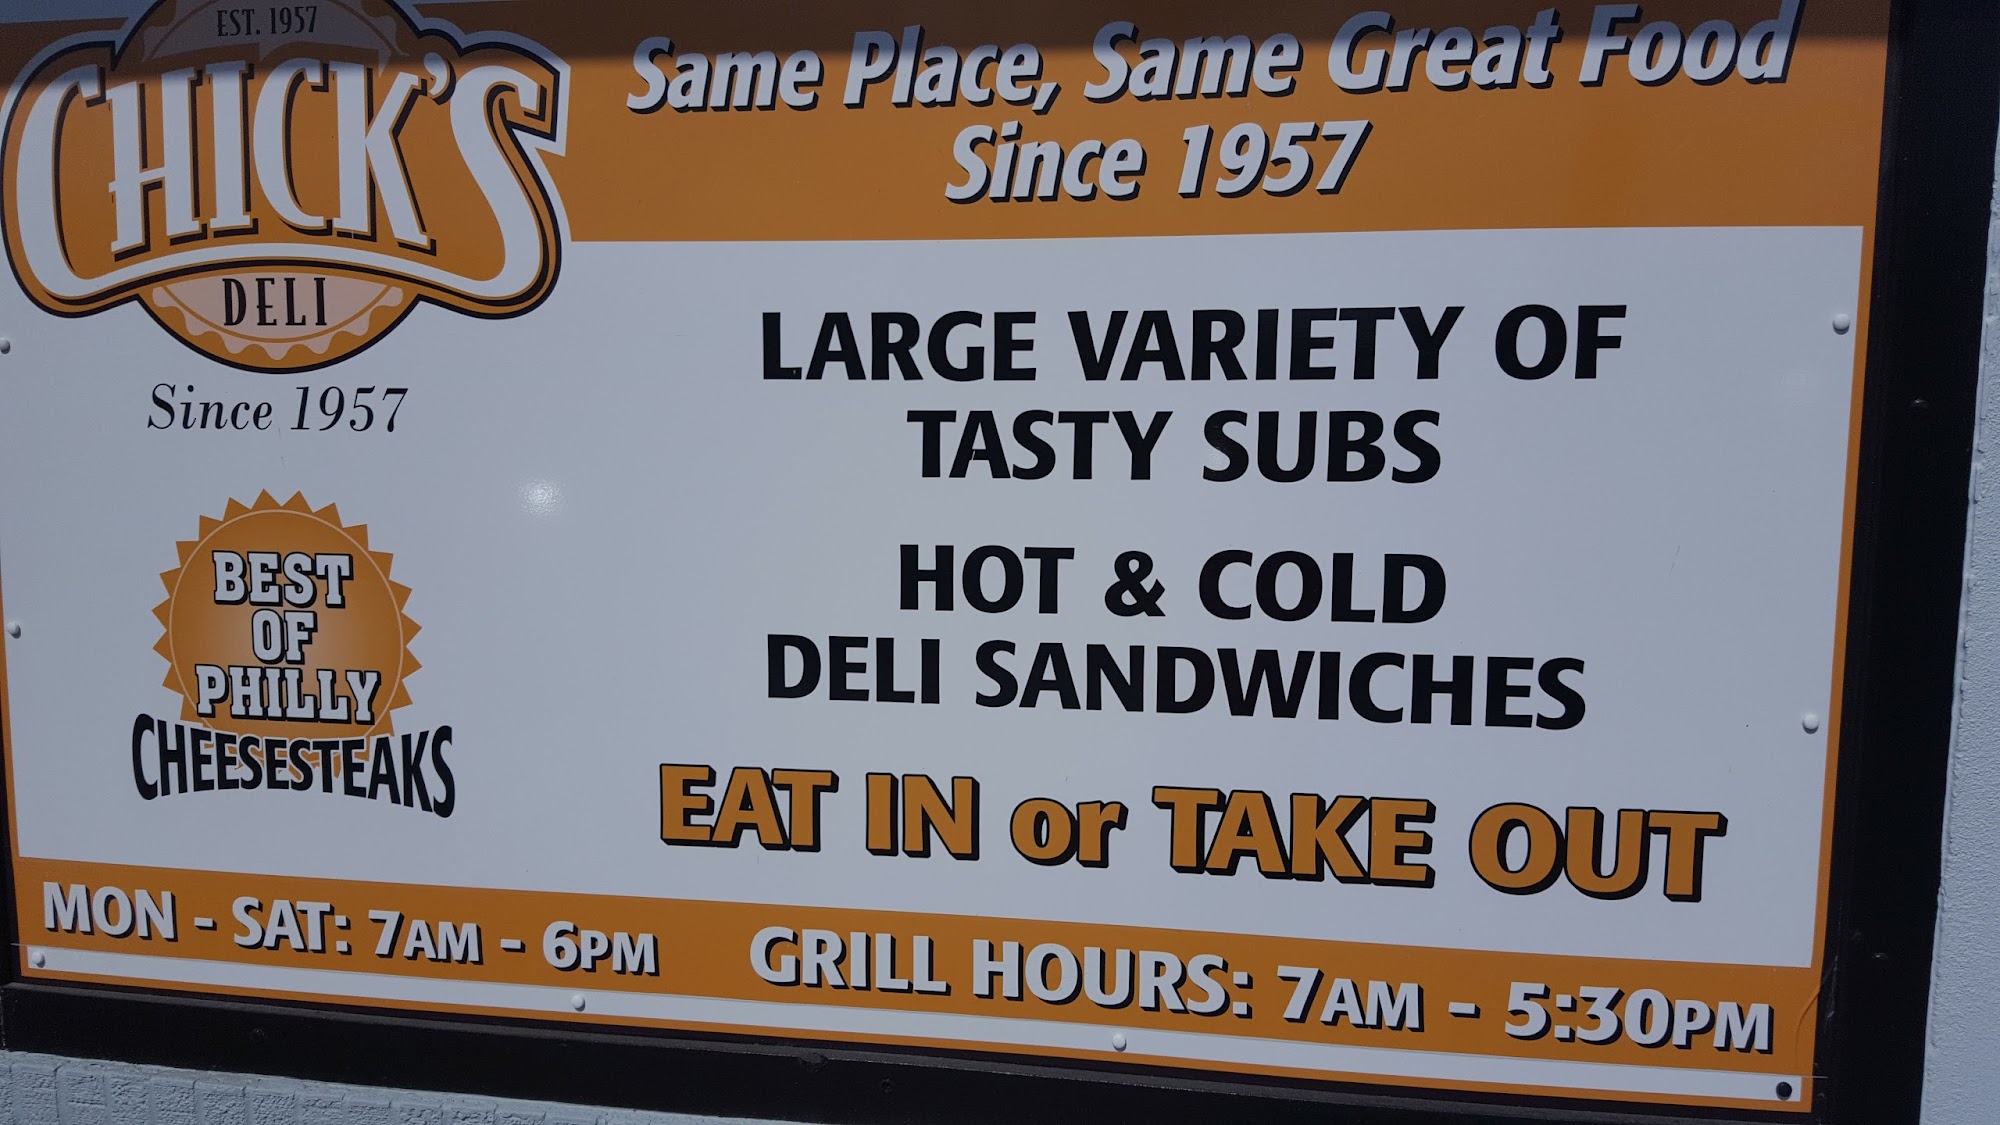 EST. 1957
CHICK'S
DELI
Since 1957
Same Place, Same Great Food
Since 1957
LARGE VARIETY OF
TASTY SUBS
HOT & COLD
DELI SANDWICHES
EAT IN or TAKE OUT
BEST
OF
PHILLY
CHEESESTEAKS
MON - SAT: 7AM - 6PM
GRILL HOURS: 7AM - 5:30PM